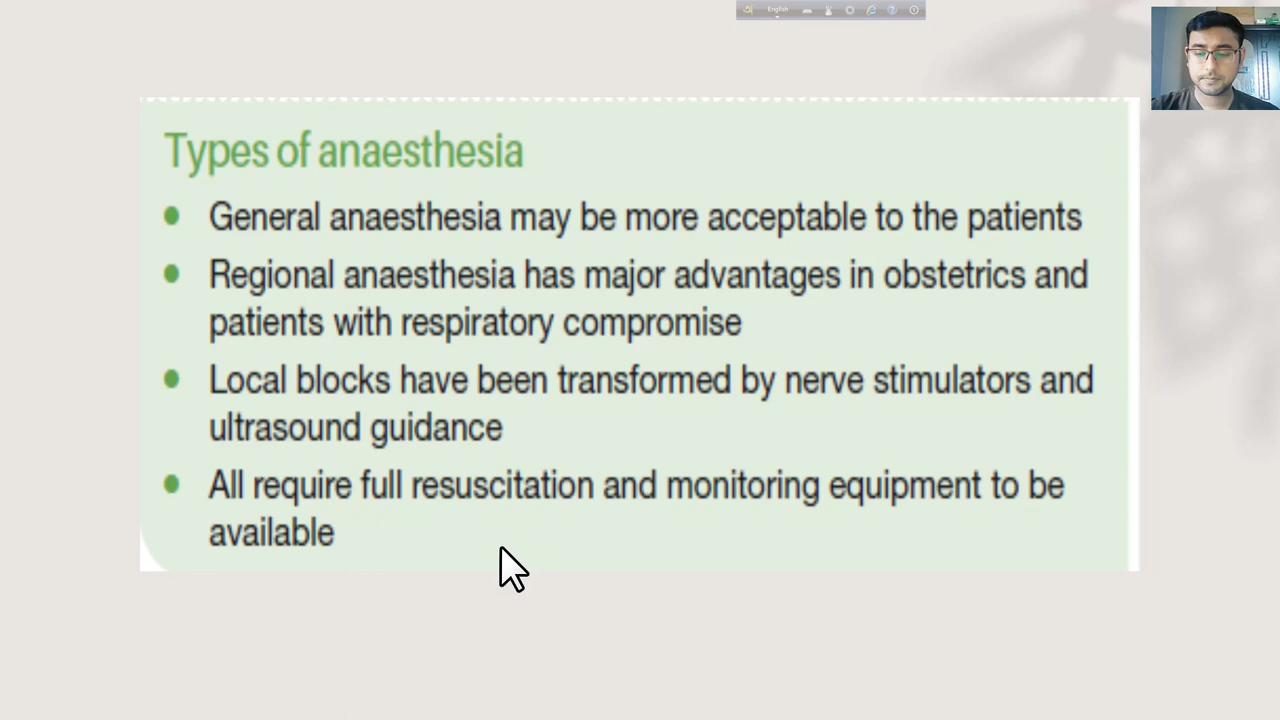 অ English
Types of anaesthesia
General anaesthesia may be more acceptable to the patients
Regional anaesthesia has major advantages in obstetrics and
patients with respiratory compromise
Local blocks have been transformed by nerve stimulators and
ultrasound guidance
All require full resuscitation and monitoring equipment to be
available